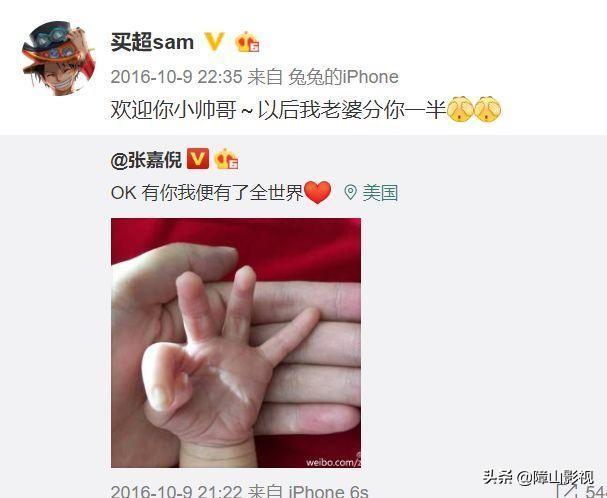 买超sam
2016-10-9 22:35 来自 兔兔的iPhone
欢迎你小帅哥～以后我老婆分你一半
@张嘉倪
OK 有你我便有了全世界 美国
weibo.com/z
2016-10-9 21:22 来自 iPhone 6s
头条 @障山影视